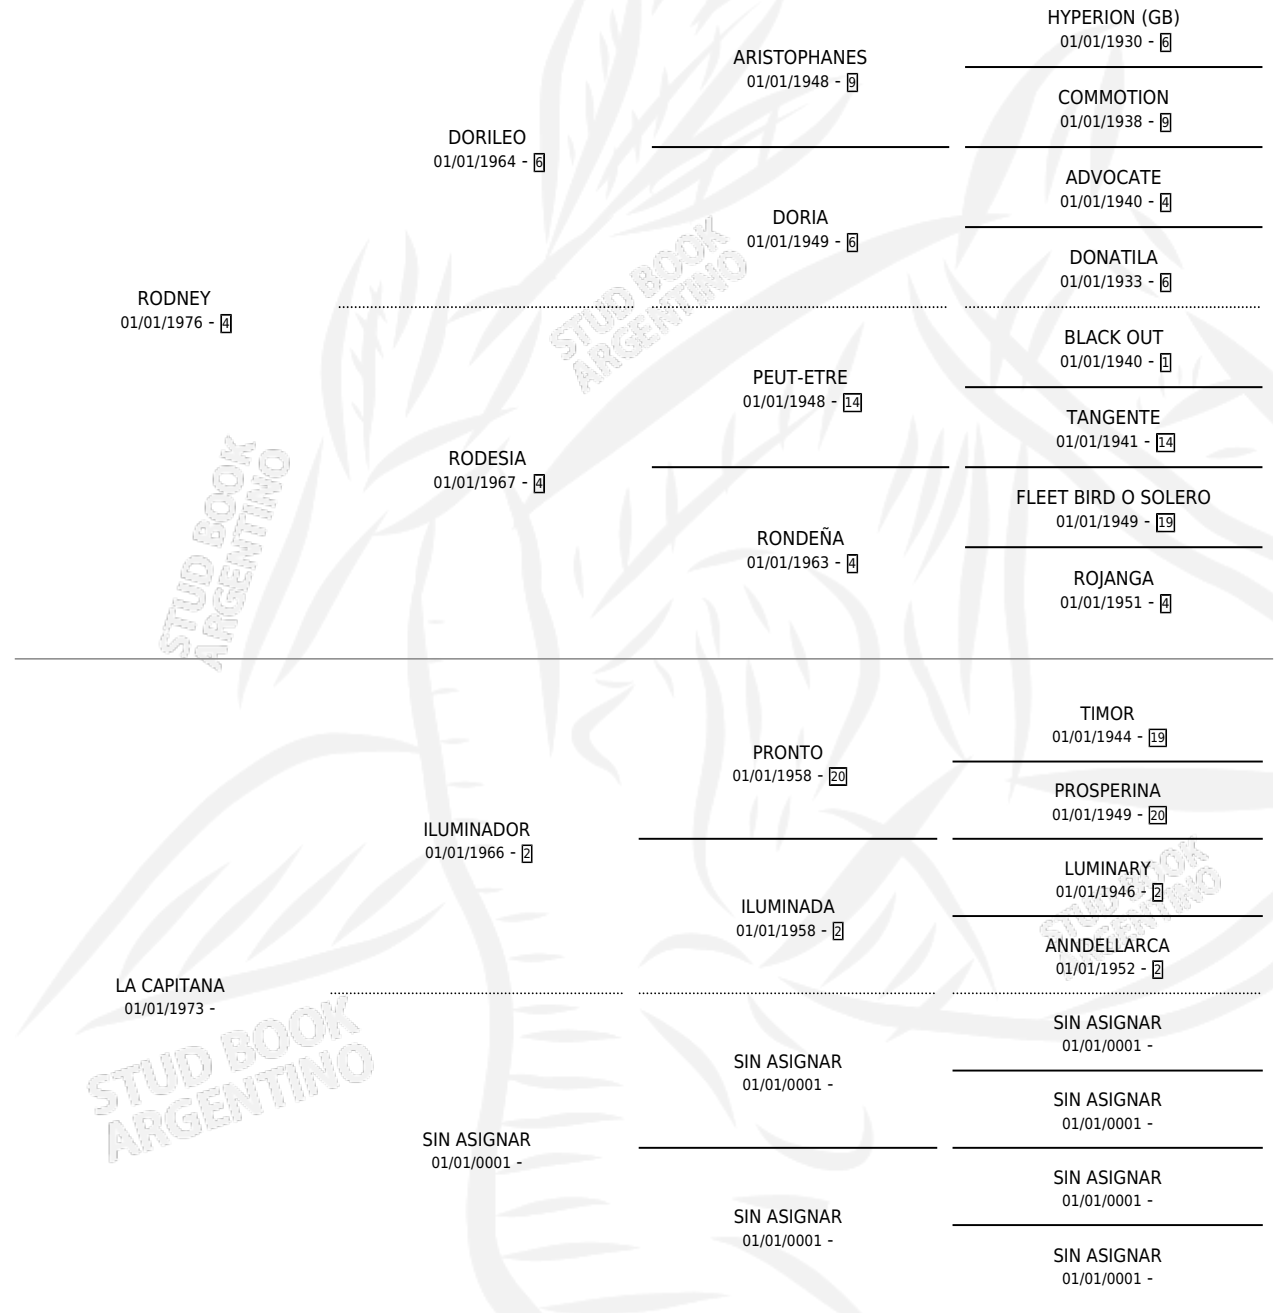 HYPERION (GB)
01/01/1930 - 6
ARISTOPHANES
01/01/1948 - 9
COMMOTION
01/01/1938 - 9
DORILEO
01/01/1964 - 6
ADVOCATE
01/01/1940 - 4
DORIA
01/01/1949 - 6
DONATILA
01/01/1933 - 6
RODNEY
01/01/1976 - 4
BLACK OUT
01/01/1940 - 1
PEUT-ETRE
01/01/1948 - 14
TANGENTE
01/01/1941 - 14
RODESIA
01/01/1967 - 4
FLEET BIRD O SOLERO
01/01/1949 - 19
RONDEÑA
01/01/1963 - 4
ROJANGA
01/01/1951 - 4
STUD BOOK
ARGENTINO
STUD BOOK
ARGENTINO
TIMOR
01/01/1944 - 19
PRONTO
01/01/1958 - 20
PROSPERINA
01/01/1949 - 20
ILUMINADOR
01/01/1966 - 2
LUMINARY
01/01/1946 - 2
ILUMINADA
01/01/1958 - 2
ANNDELLARCA
01/01/1952 - 2
STUD BOOK
ARGENTINO
LA CAPITANA
01/01/1973 -
SIN ASIGNAR
01/01/0001 -
SIN ASIGNAR
01/01/0001 -
SIN ASIGNAR
01/01/0001 -
SIN ASIGNAR
01/01/0001 -
SIN ASIGNAR
01/01/0001 -
SIN ASIGNAR
01/01/0001 -
SIN ASIGNAR
01/01/0001 -
STUD BOOK
ARGENTINO